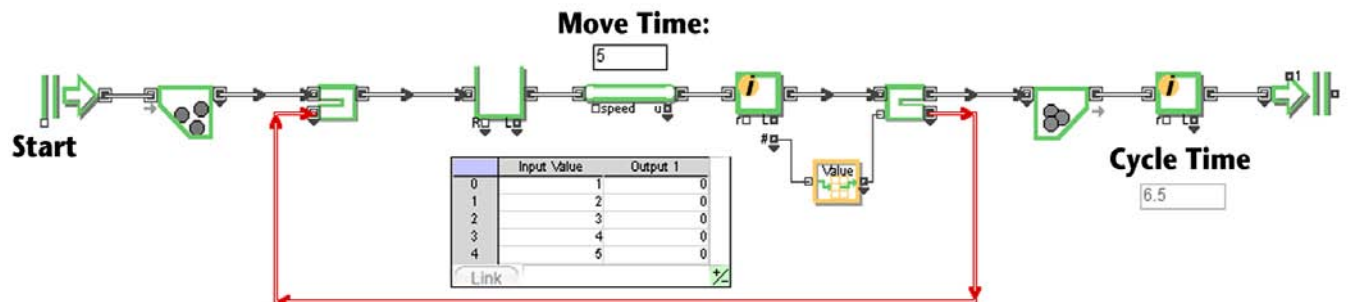 Move Time:
5
Start
speed u
R L
r L
#
Value
1
r L
Cycle Time
6.5
Input Value Output 1
0 1 0
1 2 0
2 3 0
3 4 0
4 5 0
Link
+/-